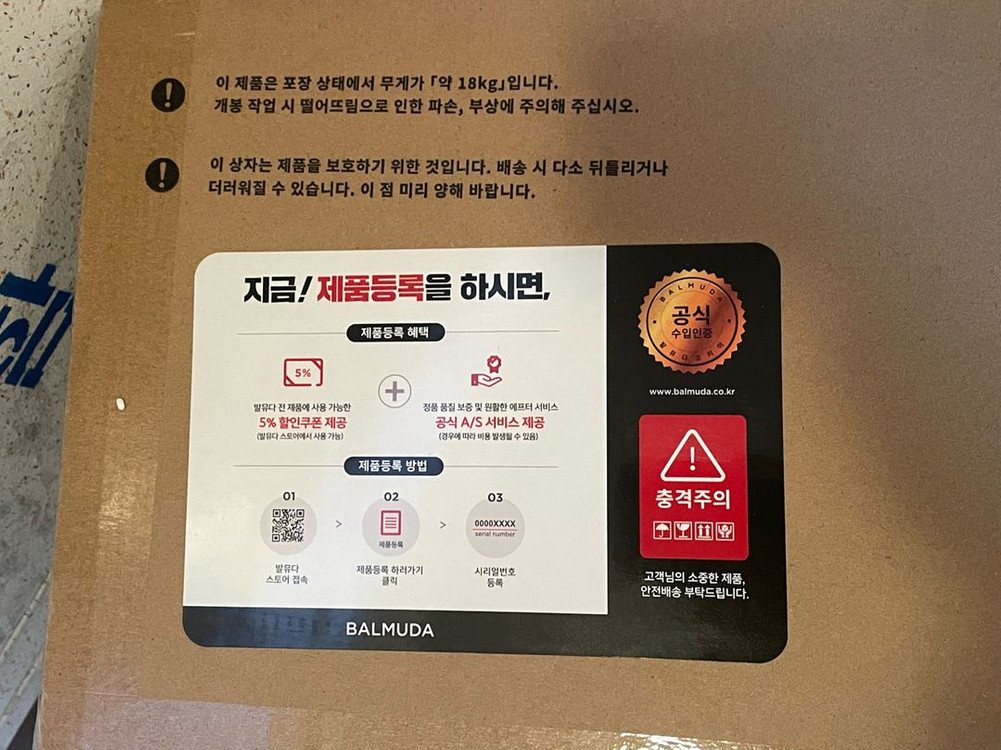 이 제품은 포장 상태에서 무게가 「약 18kg」입니다.
개봉 작업 시 떨어뜨림으로 인한 파손, 부상에 주의해 주십시오.
이 상자는 제품을 보호하기 위한 것입니다. 배송 시 다소 뒤틀리거나
더러워질 수 있습니다. 이 점 미리 양해 바랍니다.
지금! 제품등록을 하시면,
제품등록 혜택
5%
발뮤다 전 제품에 사용 가능한
5% 할인쿠폰 제공
(발뮤다 스토어에서 사용 가능)
+
정품 품질 보증 및 원활한 에프터 서비스
공식 A/S 서비스 제공
(경우에 따라 비용 발생될 수 있음)
제품등록 방법
01
발뮤다
스토어 접속
>
02
제품등록
제품등록 하러가기
클릭
>
03
0000XXXX
serial number
시리얼번호
등록
BALMUDA
BALMUDA
공식
수입인증
발뮤다코리아
www.balmuda.co.kr
충격주의
고객님의 소중한 제품,
안전배송 부탁드립니다.